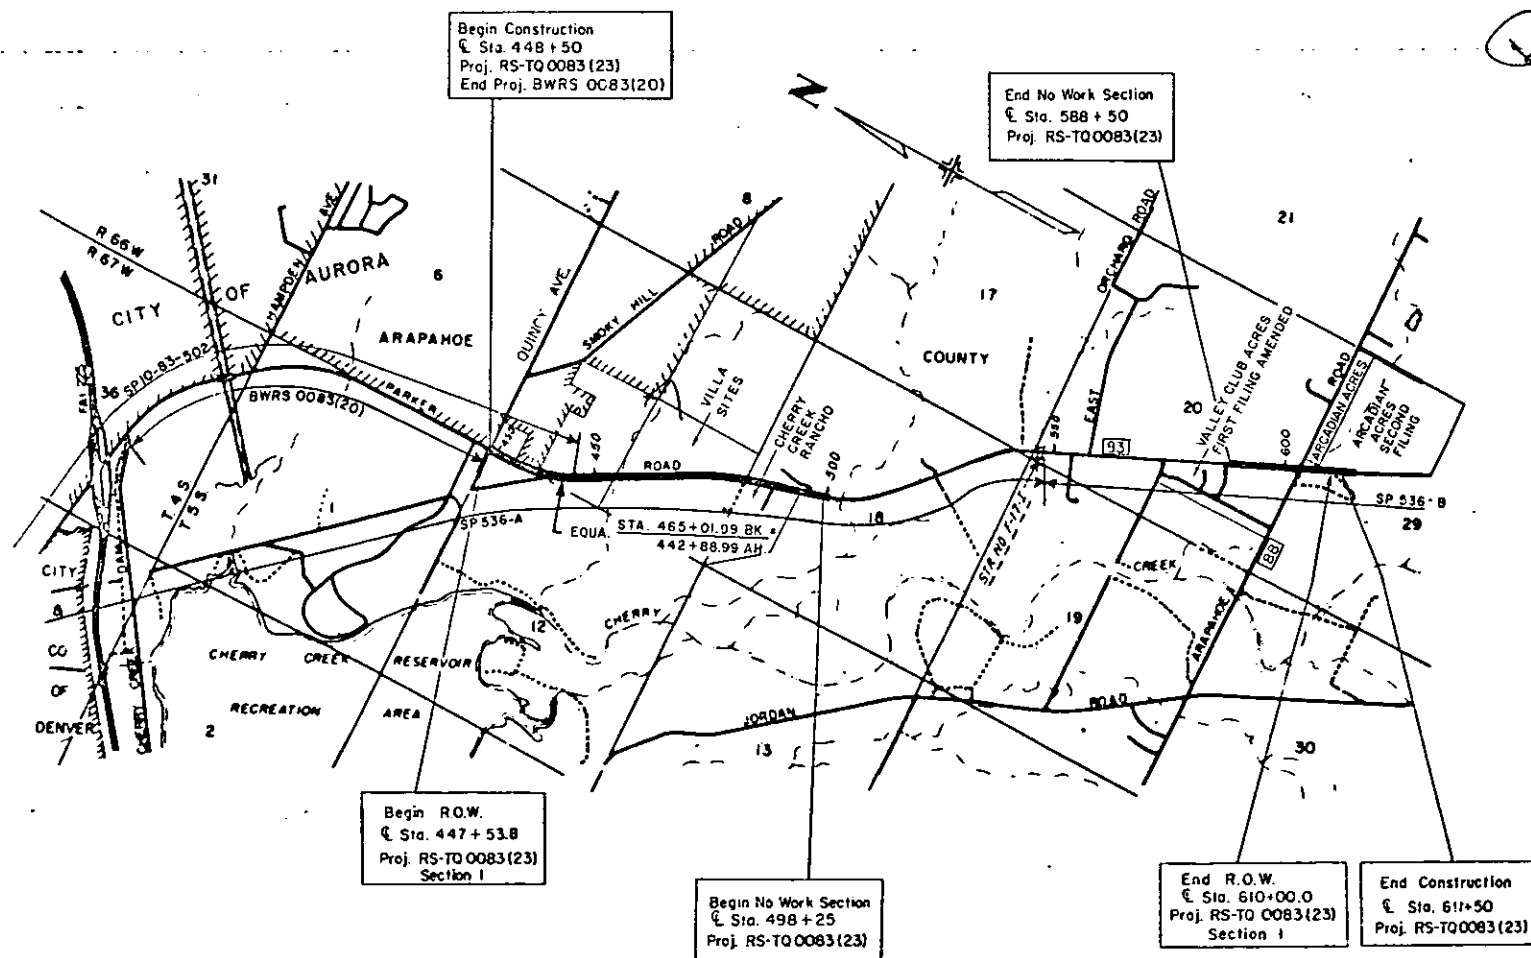 Begin Construction
℄ Sta. 448 + 50
Proj. RS-TQ 0083(23)
End Proj. BWRS 0083(20)
End No Work Section
℄ Sta. 588 + 50
Proj. RS-TQ 0083(23)
N
31
R 66 W
R 67 W
HAMPDEN AVE.
CITY OF AURORA
6
ARAPAHOE
COUNTY
QUINCY AVE.
SMOKY HILL ROAD
8
17
ORCHARD ROAD
21
EAST
20
VALLEY CLUB ACRES
FIRST FILING AMENDED
ROAD
ARCADIAN ACRES
ARCADIAN
ACRES
SECOND
FILING
36
SP10-83-502
BWRS 0083(20)
PARKER
ROAD
VILLA
SITES
CHERRY
CREEK
RANCHO
450
500
550
600
93
T 4 S
T 5 S
SP 536-A
EQUA. STA. 465+01.09 BK =
442+88.99 AH.
18
SP 536-B
29
88
CREEK
CHERRY
19
ARAPAHOE
CITY
&
CO
OF
DENVER
DAM
CHERRY CREEK
CHERRY CREEK RESERVOIR
RECREATION AREA
2
12
13
JORDAN
ROAD
30
Begin R.O.W.
℄ Sta. 447 + 53.8
Proj. RS-TQ 0083(23)
Section 1
Begin No Work Section
℄ Sta. 498 + 25
Proj. RS-TQ 0083(23)
End R.O.W.
℄ Sta. 610+00.0
Proj. RS-TQ 0083(23)
Section 1
End Construction
℄ Sta. 611+50
Proj. RS-TQ 0083(23)